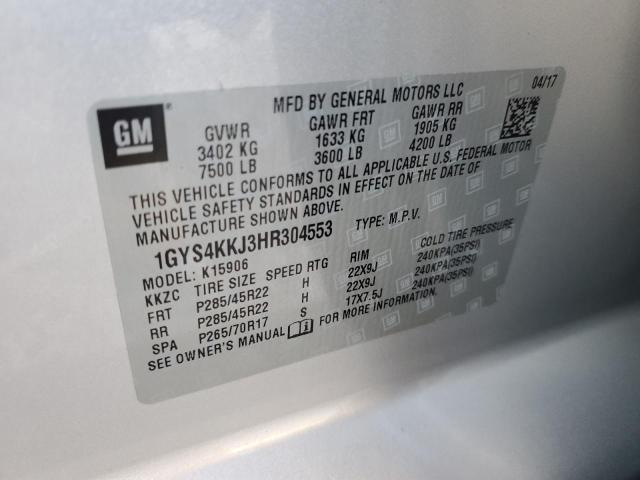 GM
MFD BY GENERAL MOTORS LLC 04/17
GVWR GAWR FRT GAWR RR
3402 KG 1633 KG 1905 KG
7500 LB 3600 LB 4200 LB
THIS VEHICLE CONFORMS TO ALL APPLICABLE U.S. FEDERAL MOTOR
VEHICLE SAFETY STANDARDS IN EFFECT ON THE DATE OF
MANUFACTURE SHOWN ABOVE.
1GYS4KKJ3HR304553 TYPE: M.P.V.
MODEL: K15906
KKZC TIRE SIZE SPEED RTG RIM COLD TIRE PRESSURE
FRT P285/45R22 H 22X9J 240KPA(35PSI)
RR P285/45R22 H 22X9J 240KPA(35PSI)
SPA P265/70R17 S 17X7.5J 240KPA(35PSI)
SEE OWNER'S MANUAL FOR MORE INFORMATION.